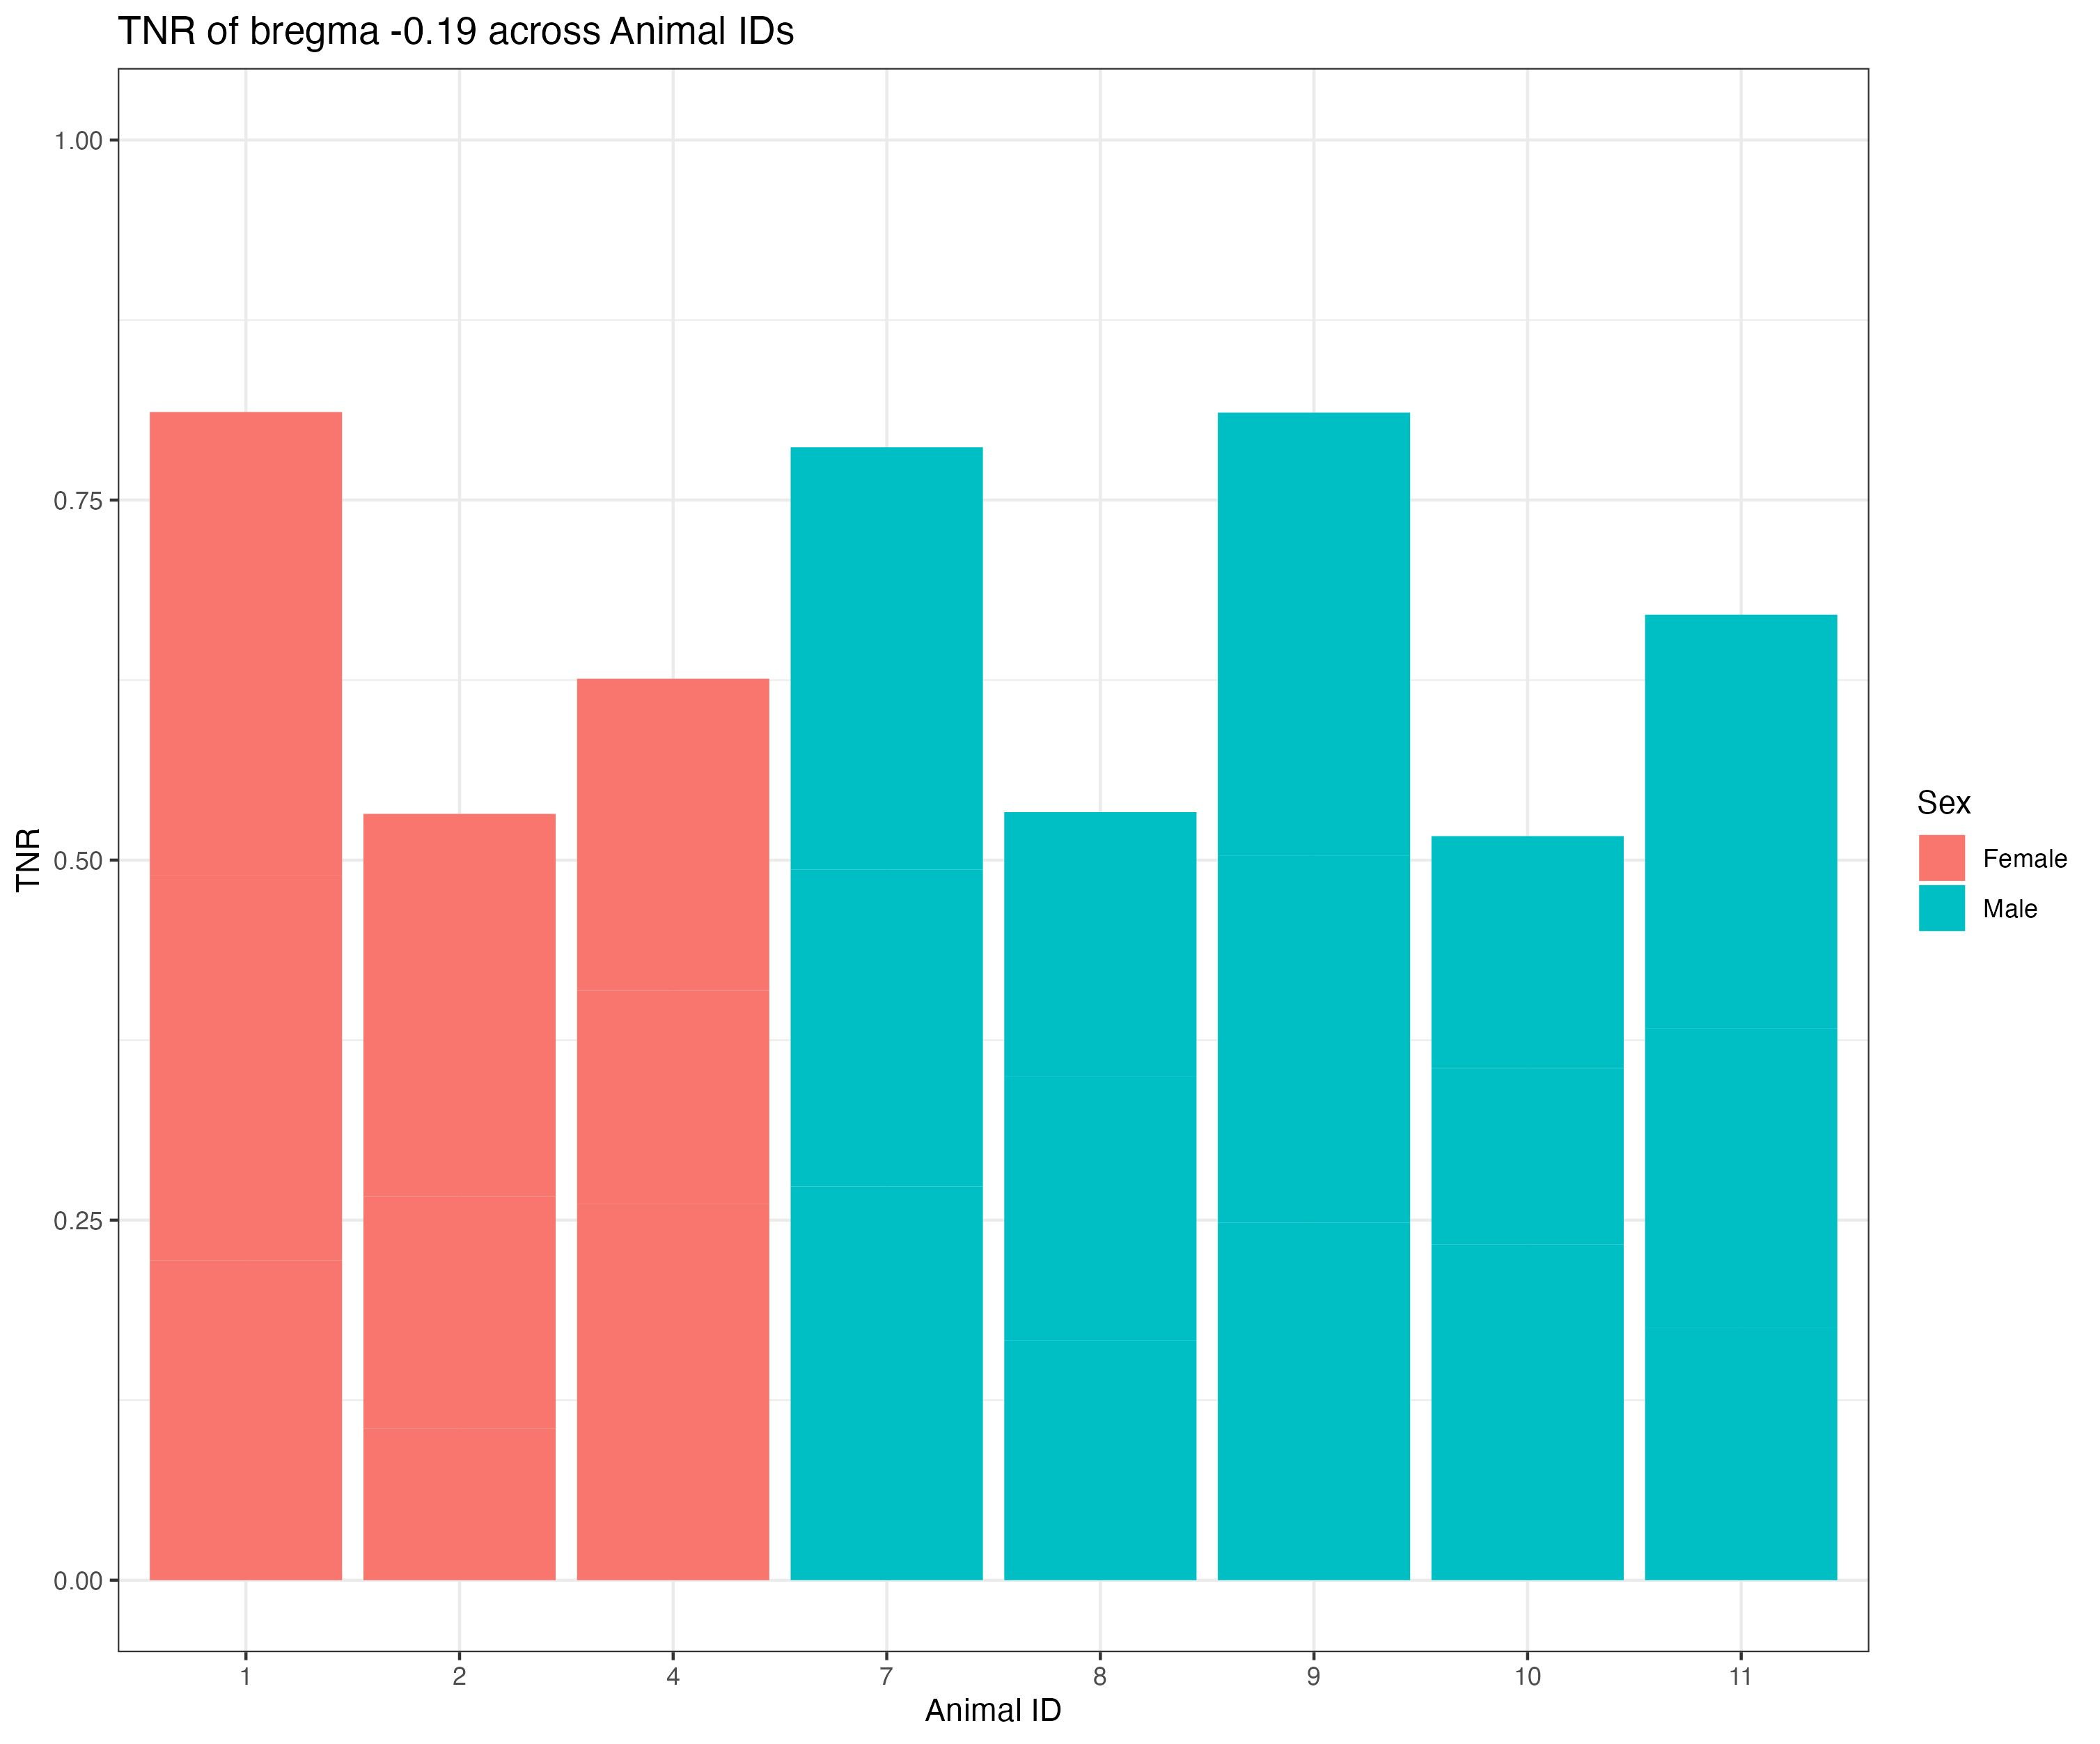 TNR of bregma -0.19 across Animal IDs
1.00
0.75
0.50
0.25
0.00
TNR
1 2 4 7 8 9 10 11
Animal ID
Sex
Female
Male